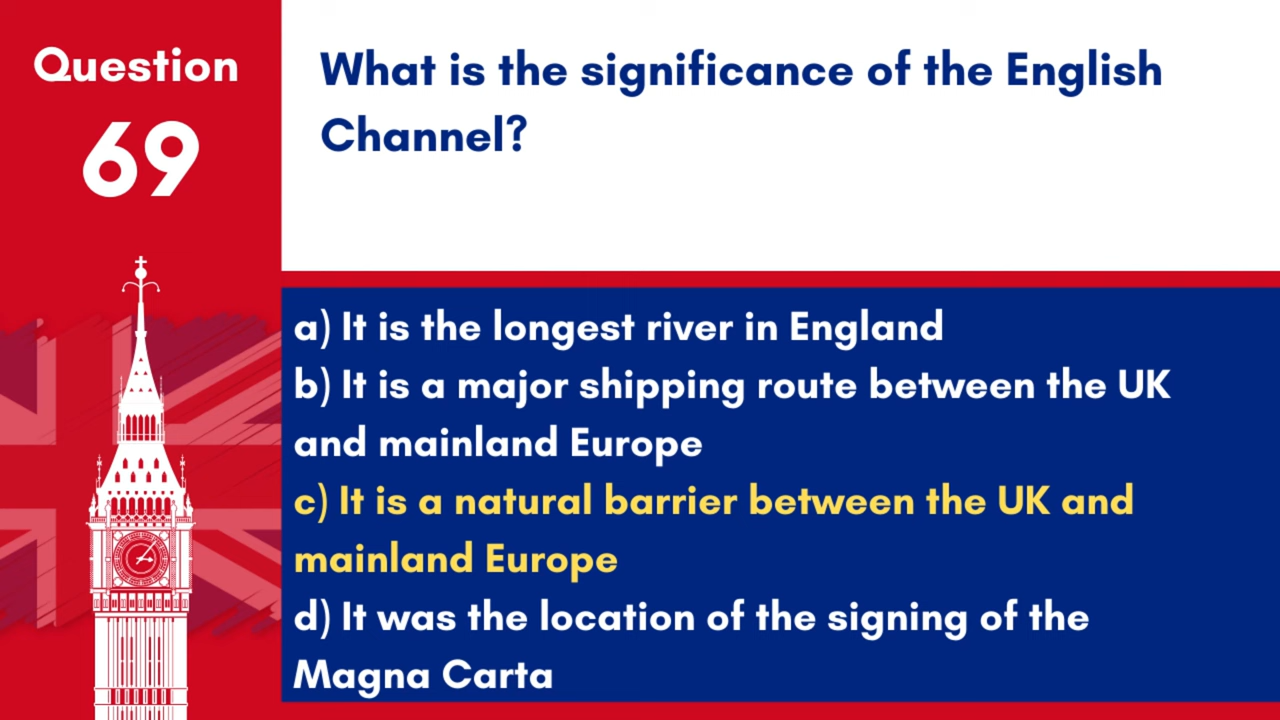 Question
69
What is the significance of the English
Channel?
a) It is the longest river in England
b) It is a major shipping route between the UK
and mainland Europe
c) It is a natural barrier between the UK and
mainland Europe
d) It was the location of the signing of the
Magna Carta